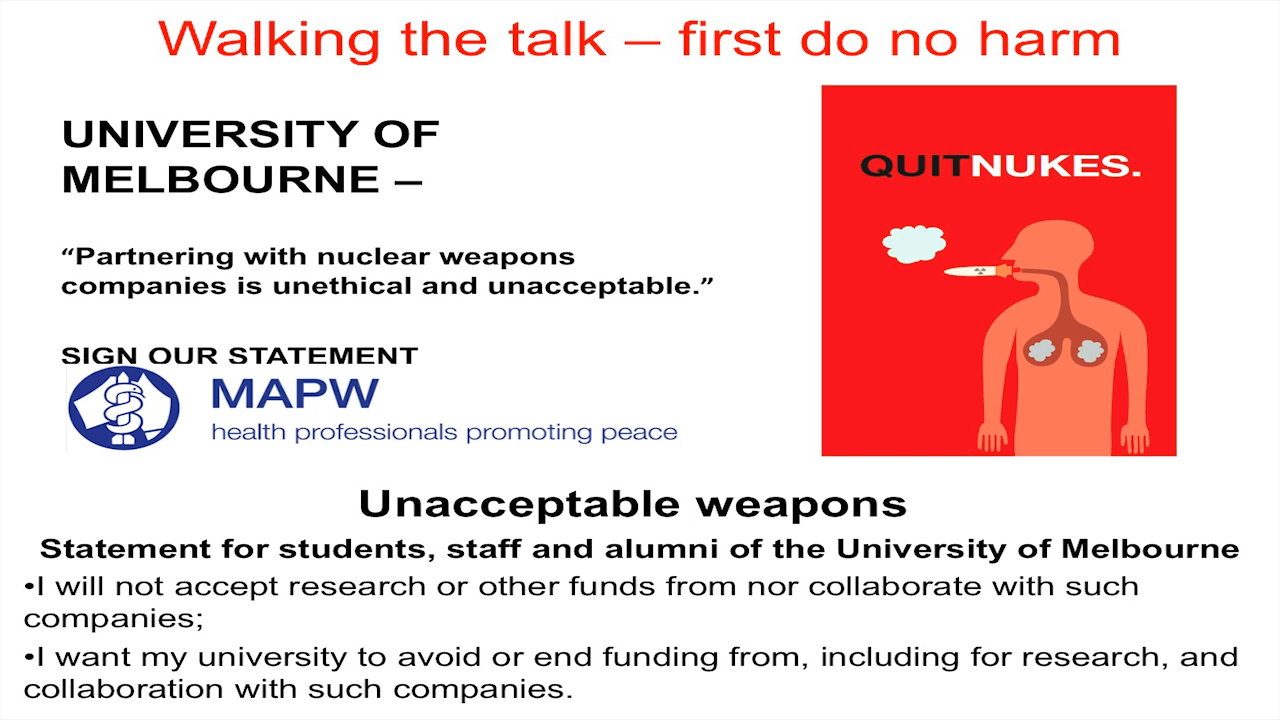 Walking the talk – first do no harm
UNIVERSITY OF
MELBOURNE –
“Partnering with nuclear weapons
companies is unethical and unacceptable.”
SIGN OUR STATEMENT
MAPW
health professionals promoting peace
QUITNUKES.
Unacceptable weapons
Statement for students, staff and alumni of the University of Melbourne
•I will not accept research or other funds from nor collaborate with such
companies;
•I want my university to avoid or end funding from, including for research, and
collaboration with such companies.